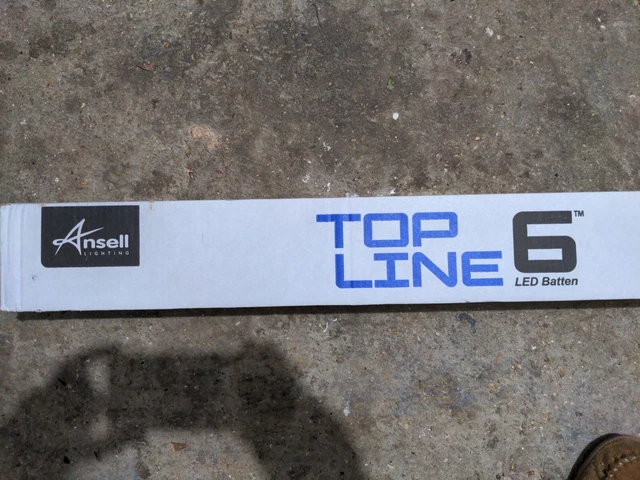 Ansell
LIGHTING
TOP
LINE
6™
LED Batten